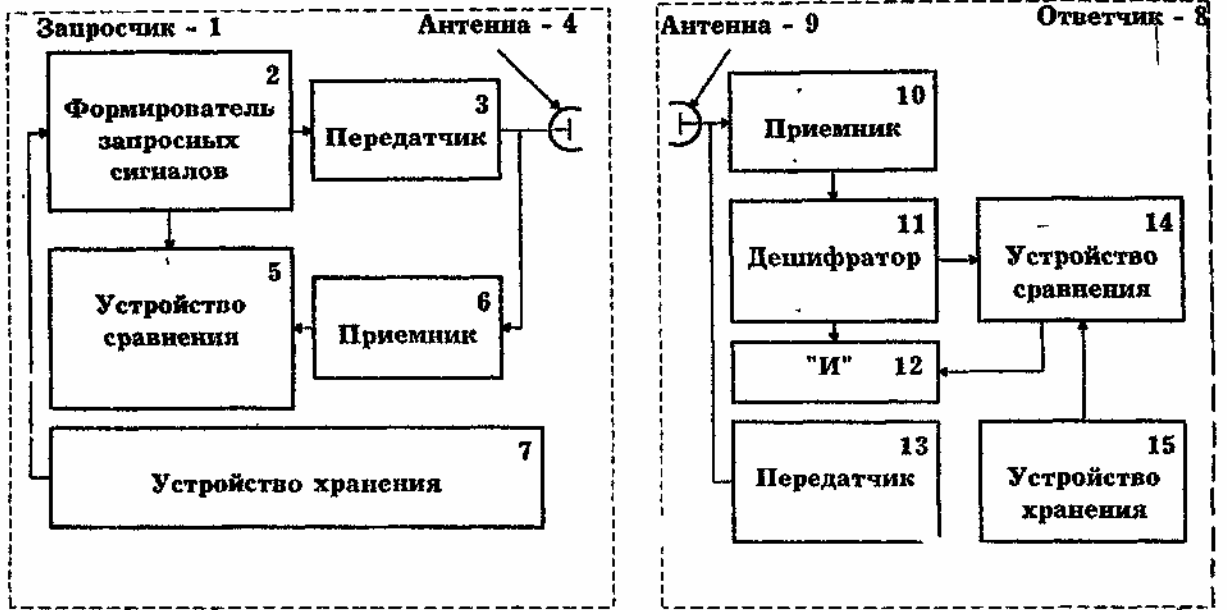 Запросчик - 1
Антенна - 4
2
Формирователь
запросных
сигналов
3
Передатчик
5
Устройство
сравнения
6
Приемник
7
Устройство хранения
Антенна - 9
Ответчик - 8
10
Приемник
11
Дешифратор
14
Устройство
сравнения
"И" 12
13
Передатчик
15
Устройство
хранения